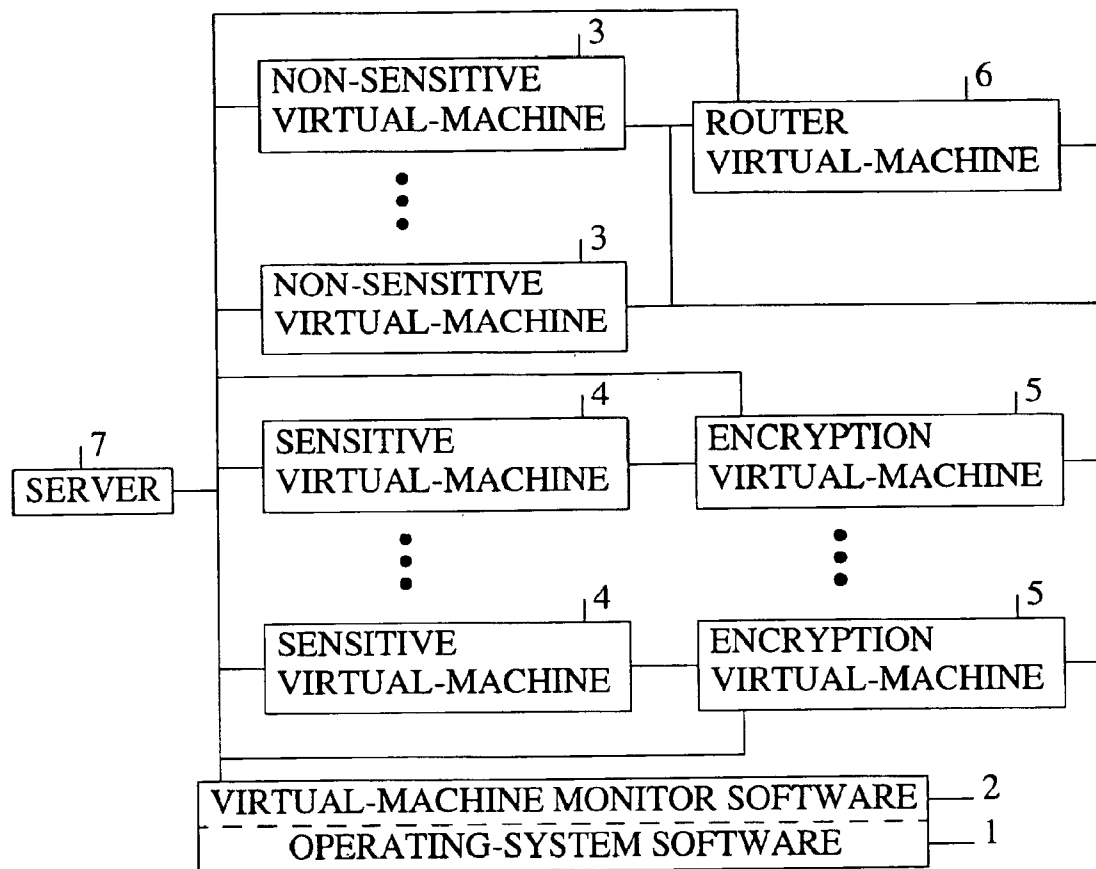 3
NON-SENSITIVE
VIRTUAL-MACHINE
6
ROUTER
VIRTUAL-MACHINE
3
NON-SENSITIVE
VIRTUAL-MACHINE
4
SENSITIVE
VIRTUAL-MACHINE
5
ENCRYPTION
VIRTUAL-MACHINE
7
SERVER
4
SENSITIVE
VIRTUAL-MACHINE
5
ENCRYPTION
VIRTUAL-MACHINE
VIRTUAL-MACHINE MONITOR SOFTWARE 2
OPERATING-SYSTEM SOFTWARE 1